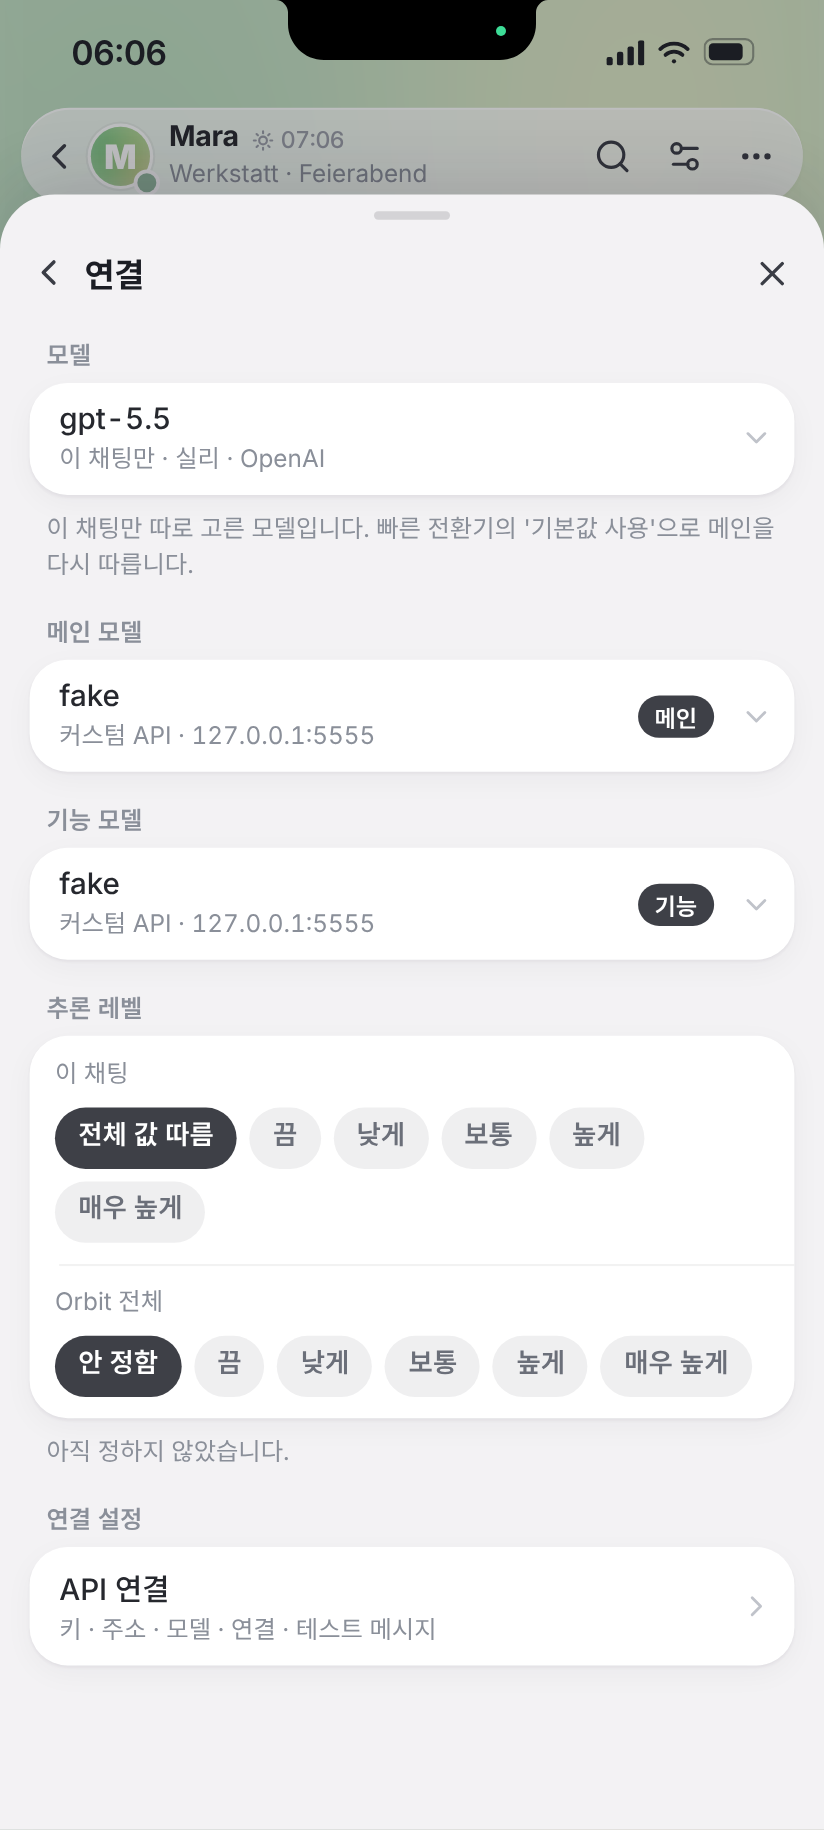 06:06
M
Mara 07:06
Werkstatt · Feierabend
연결
모델
gpt-5.5
이 채팅만 · 실리 · OpenAI
이 채팅만 따로 고른 모델입니다. 빠른 전환기의 '기본값 사용'으로 메인을
다시 따릅니다.
메인 모델
fake
커스텀 API · 127.0.0.1:5555
메인
기능 모델
fake
커스텀 API · 127.0.0.1:5555
기능
추론 레벨
이 채팅
전체 값 따름 끔 낮게 보통 높게
매우 높게
Orbit 전체
안 정함 끔 낮게 보통 높게 매우 높게
아직 정하지 않았습니다.
연결 설정
API 연결
키 · 주소 · 모델 · 연결 · 테스트 메시지